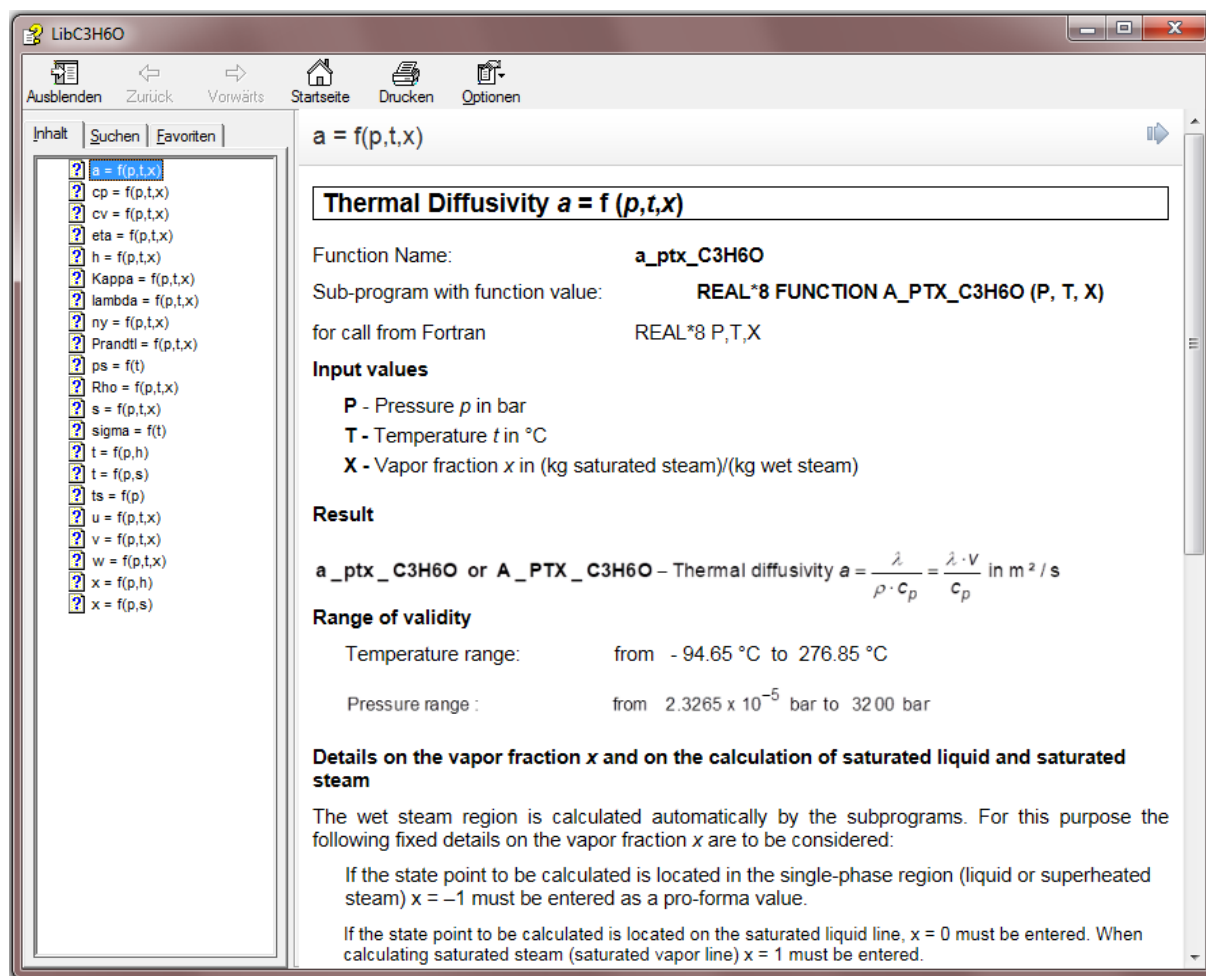 LibC3H6O
Ausblenden Zurück Vorwärts Startseite Drucken Optionen
Inhalt Suchen Favoriten
a = f(p,t,x)
cp = f(p,t,x)
cv = f(p,t,x)
eta = f(p,t,x)
h = f(p,t,x)
Kappa = f(p,t,x)
lambda = f(p,t,x)
ny = f(p,t,x)
Prandtl = f(p,t,x)
ps = f(t)
Rho = f(p,t,x)
s = f(p,t,x)
sigma = f(t)
t = f(p,h)
t = f(p,s)
ts = f(p)
u = f(p,t,x)
v = f(p,t,x)
w = f(p,t,x)
x = f(p,h)
x = f(p,s)
a = f(p,t,x)
Thermal Diffusivity a = f (p,t,x)
Function Name: a_ptx_C3H6O
Sub-program with function value: REAL*8 FUNCTION A_PTX_C3H6O (P, T, X)
for call from Fortran REAL*8 P,T,X
Input values
P - Pressure p in bar
T - Temperature t in °C
X - Vapor fraction x in (kg saturated steam)/(kg wet steam)
Result
a _ ptx _ C3H6O or A _ PTX _ C3H6O – Thermal diffusivity a = λ / (ρ · cp) = λ · v / cp in m² / s
Range of validity
Temperature range: from - 94.65 °C to 276.85 °C
Pressure range : from 2.3265 x 10⁻⁵ bar to 3200 bar
Details on the vapor fraction x and on the calculation of saturated liquid and saturated
steam
The wet steam region is calculated automatically by the subprograms. For this purpose the
following fixed details on the vapor fraction x are to be considered:
If the state point to be calculated is located in the single-phase region (liquid or superheated
steam) x = –1 must be entered as a pro-forma value.
If the state point to be calculated is located on the saturated liquid line, x = 0 must be entered. When
calculating saturated steam (saturated vapor line) x = 1 must be entered.